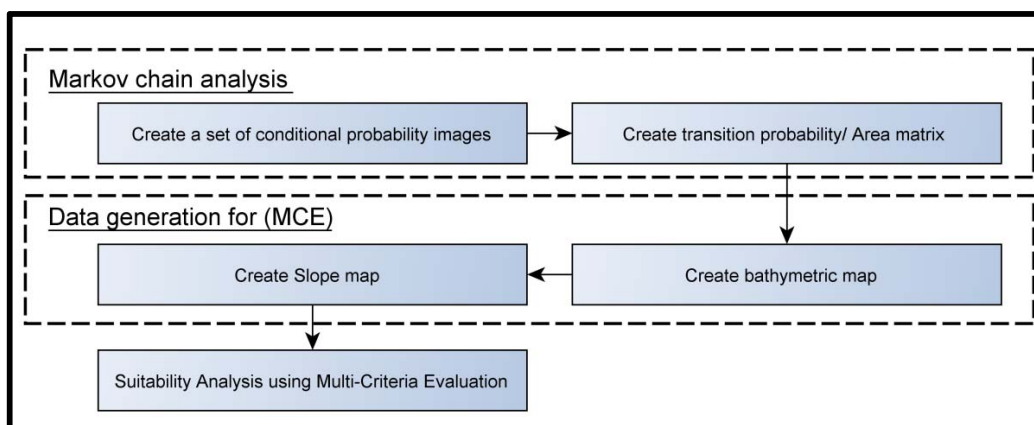 Markov chain analysis
Create a set of conditional probability images
Create transition probability/ Area matrix
Data generation for (MCE)
Create Slope map
Create bathymetric map
Suitability Analysis using Multi-Criteria Evaluation